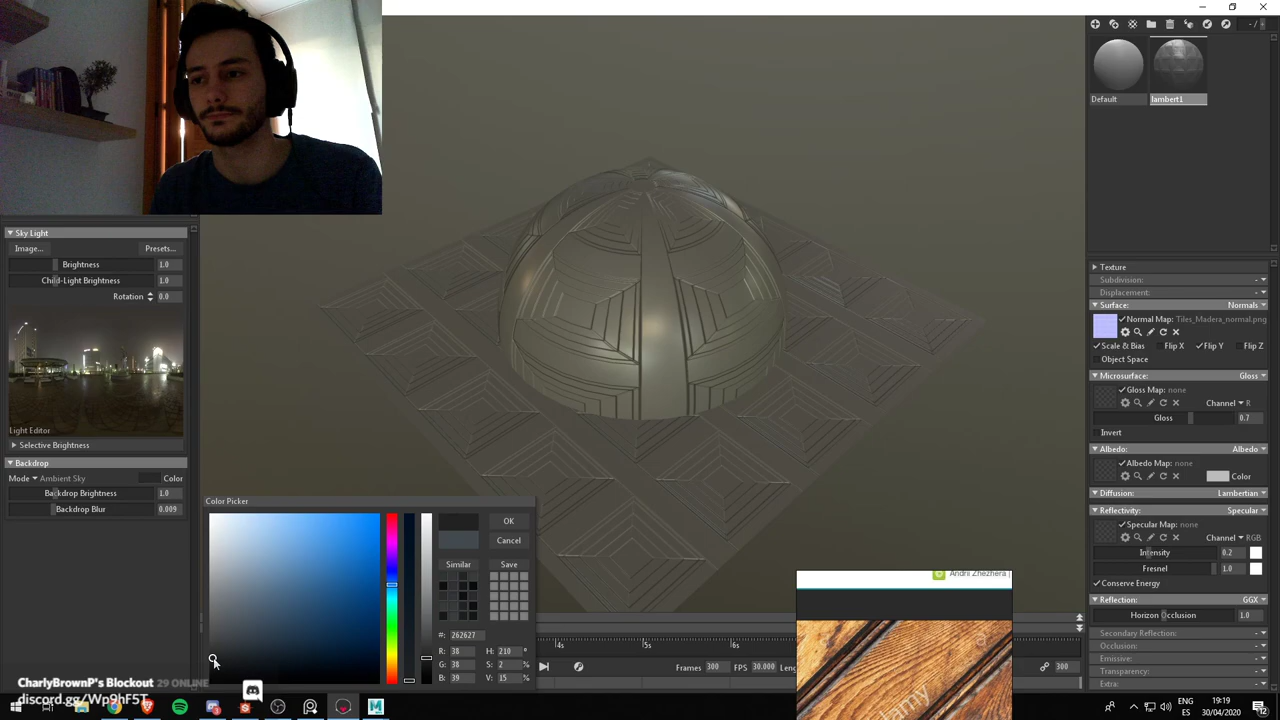 - / -
Default
lambert1
Sky Light
Image...
Presets...
Brightness
1.0
Child-Light Brightness
1.0
Rotation
0.0
Light Editor
Selective Brightness
Backdrop
Mode
Ambient Sky
Color
Backdrop Brightness
1.0
Backdrop Blur
0.009
Color Picker
OK
Cancel
Similar
Save
#:
262627
R:
38
H:
210
°
G:
38
S:
2
%
B:
39
V:
15
%
Andrii Zhezhera |
a
lamy
4s
5s
6s
Frames
300
FPS
30.000
300
Texture
Subdivision:
Displacement:
Surface:
Normals
Normal Map:
Tiles_Madera_normal.png
Scale & Bias
Flip X
Flip Y
Flip Z
Object Space
Microsurface:
Gloss
Gloss Map:
none
Channel
R
Gloss
0.7
Invert
Albedo:
Albedo
Albedo Map:
none
Color
Diffusion:
Lambertian
Reflectivity:
Specular
Specular Map:
none
Channel
RGB
Intensity
0.2
Fresnel
1.0
Conserve Energy
Reflection:
GGX
Horizon Occlusion
1.0
Secondary Reflection:
Occlusion:
Emissive:
Transparency:
Extra:
CharlyBrownP's Blockout
29 ONLINE
discord.gg/Wp9hF5T
ENG
ES
19:19
30/04/2020
12